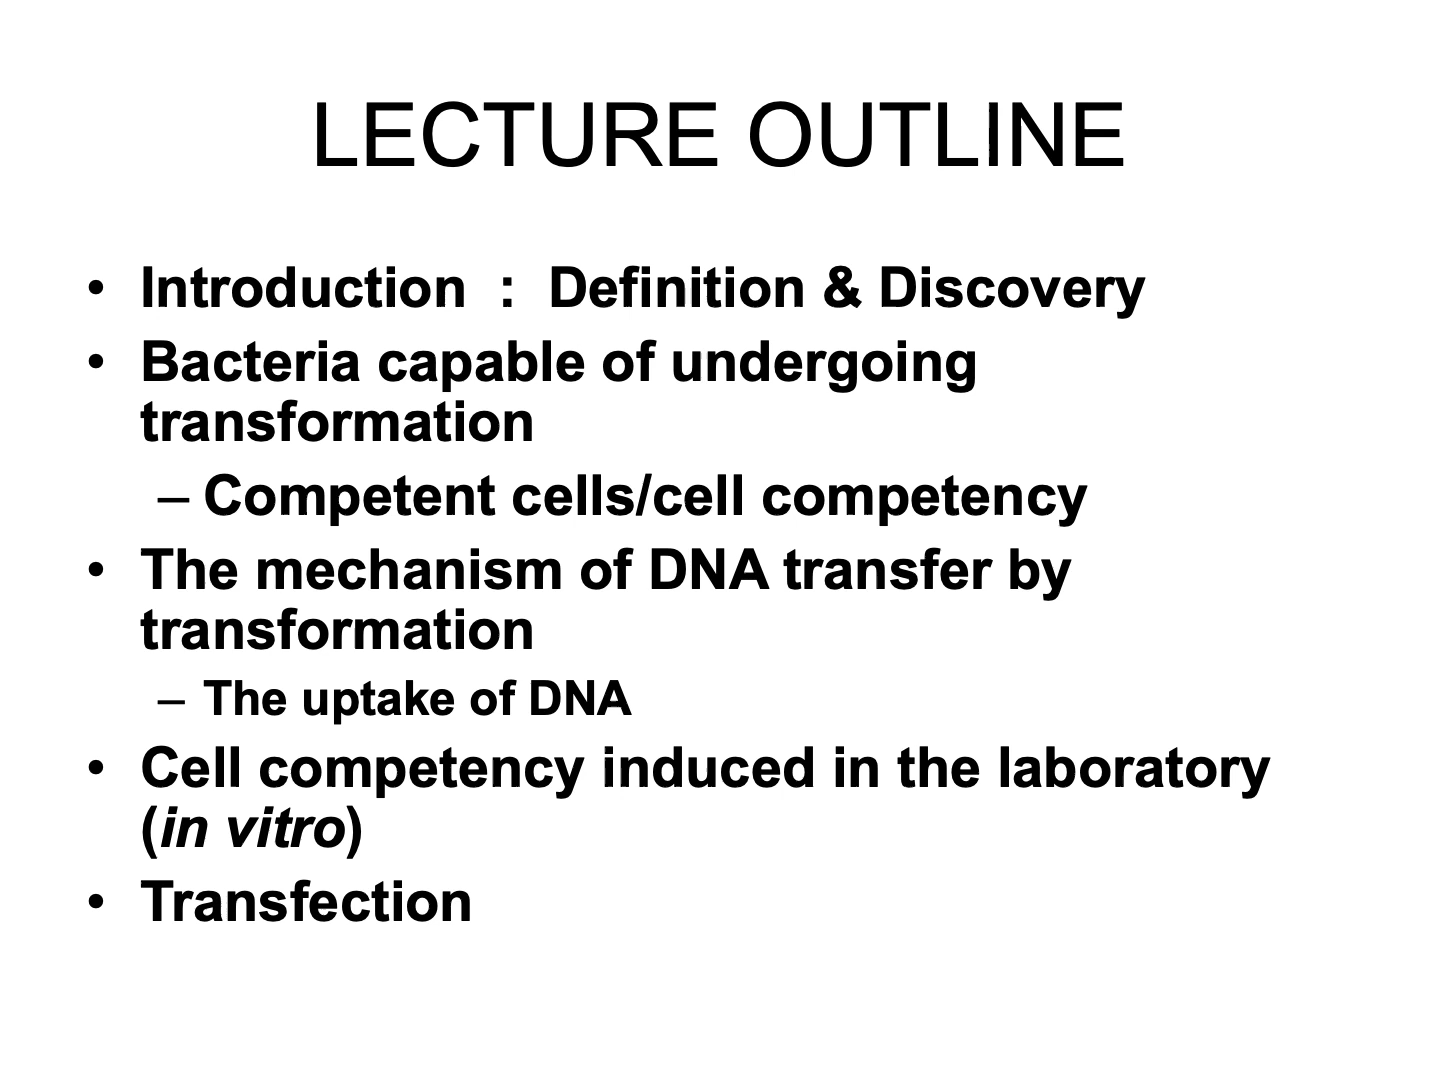 LECTURE OUTLINE
• Introduction : Definition & Discovery
• Bacteria capable of undergoing
transformation
– Competent cells/cell competency
• The mechanism of DNA transfer by
transformation
– The uptake of DNA
• Cell competency induced in the laboratory
(in vitro)
• Transfection